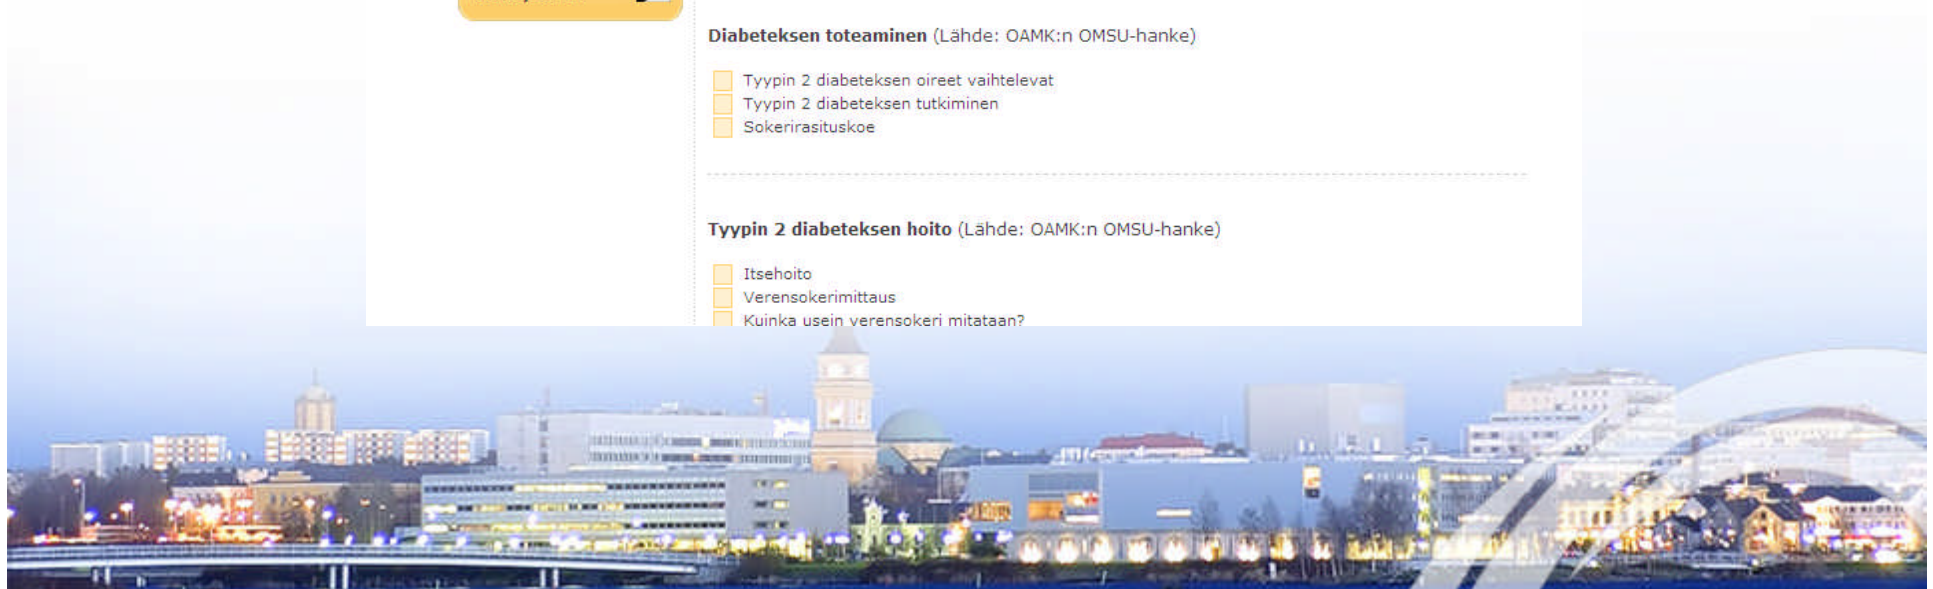 Diabeteksen toteaminen (Lähde: OAMK:n OMSU-hanke)
Tyypin 2 diabeteksen oireet vaihtelevat
Tyypin 2 diabeteksen tutkiminen
Sokerirasituskoe
Tyypin 2 diabeteksen hoito (Lähde: OAMK:n OMSU-hanke)
Itsehoito
Verensokerimittaus
Kuinka usein verensokeri mitataan?